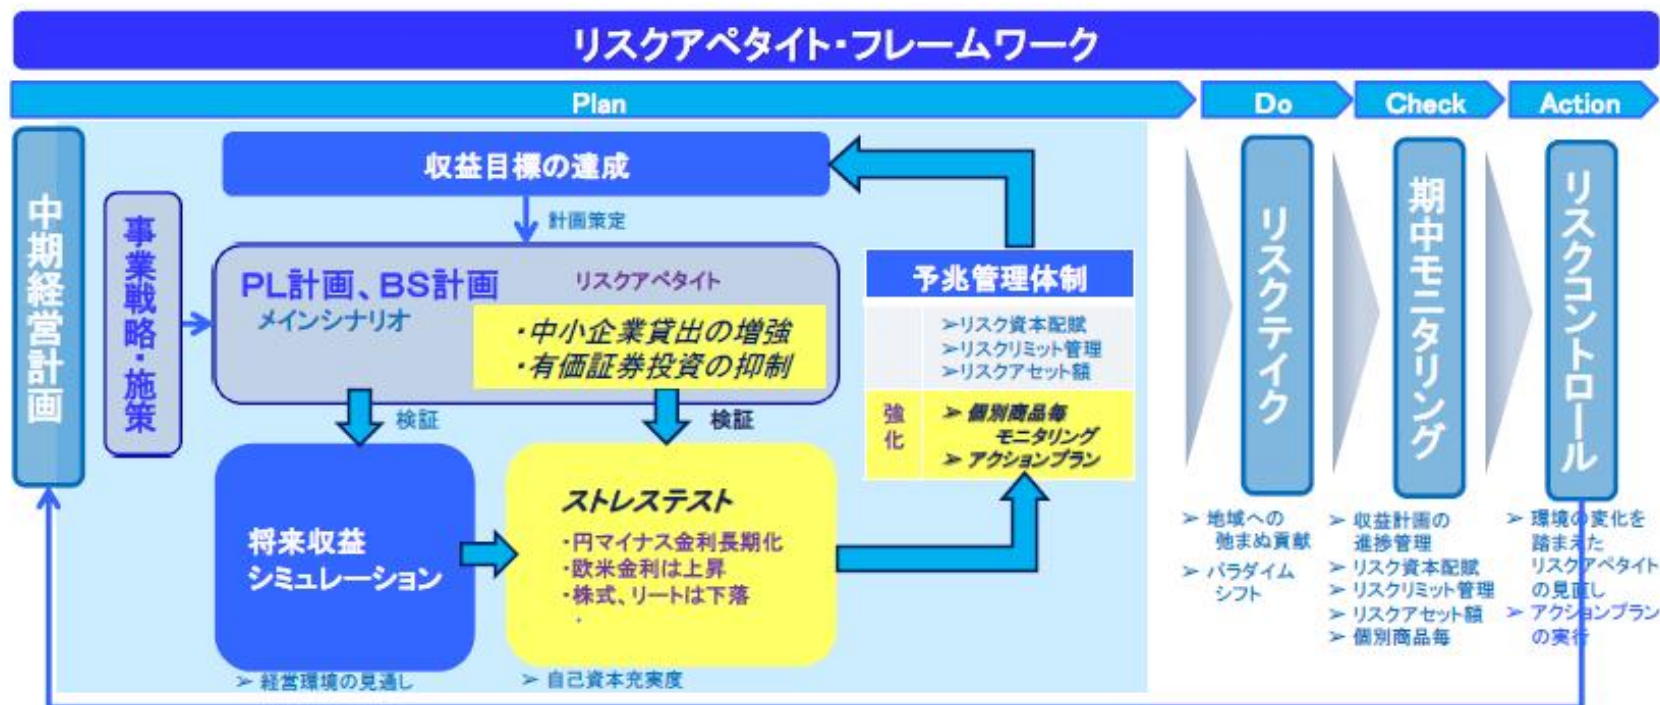 リスクアペタイト・フレームワーク
Plan
Do
Check
Action
中期経営計画
事業戦略・施策
収益目標の達成
計画策定
PL計画、BS計画
メインシナリオ
リスクアペタイト
・中小企業貸出の増強
・有価証券投資の抑制
検証
検証
将来収益
シミュレーション
➢ 経営環境の見通し
ストレステスト
・円マイナス金利長期化
・欧米金利は上昇
・株式、リートは下落
・
➢ 自己資本充実度
予兆管理体制
➢リスク資本配賦
➢リスクリミット管理
➢リスクアセット額
強
化
➢ 個別商品毎
モニタリング
➢ アクションプラン
リスクテイク
➢ 地域への
弛まぬ貢献
➢ パラダイム
シフト
期中モニタリング
➢ 収益計画の
進捗管理
➢ リスク資本配賦
➢ リスクリミット管理
➢ リスクアセット額
➢ 個別商品毎
リスクコントロール
➢ 環境の変化を
踏まえた
リスクアペタイト
の見直し
➢ アクションプラン
の実行